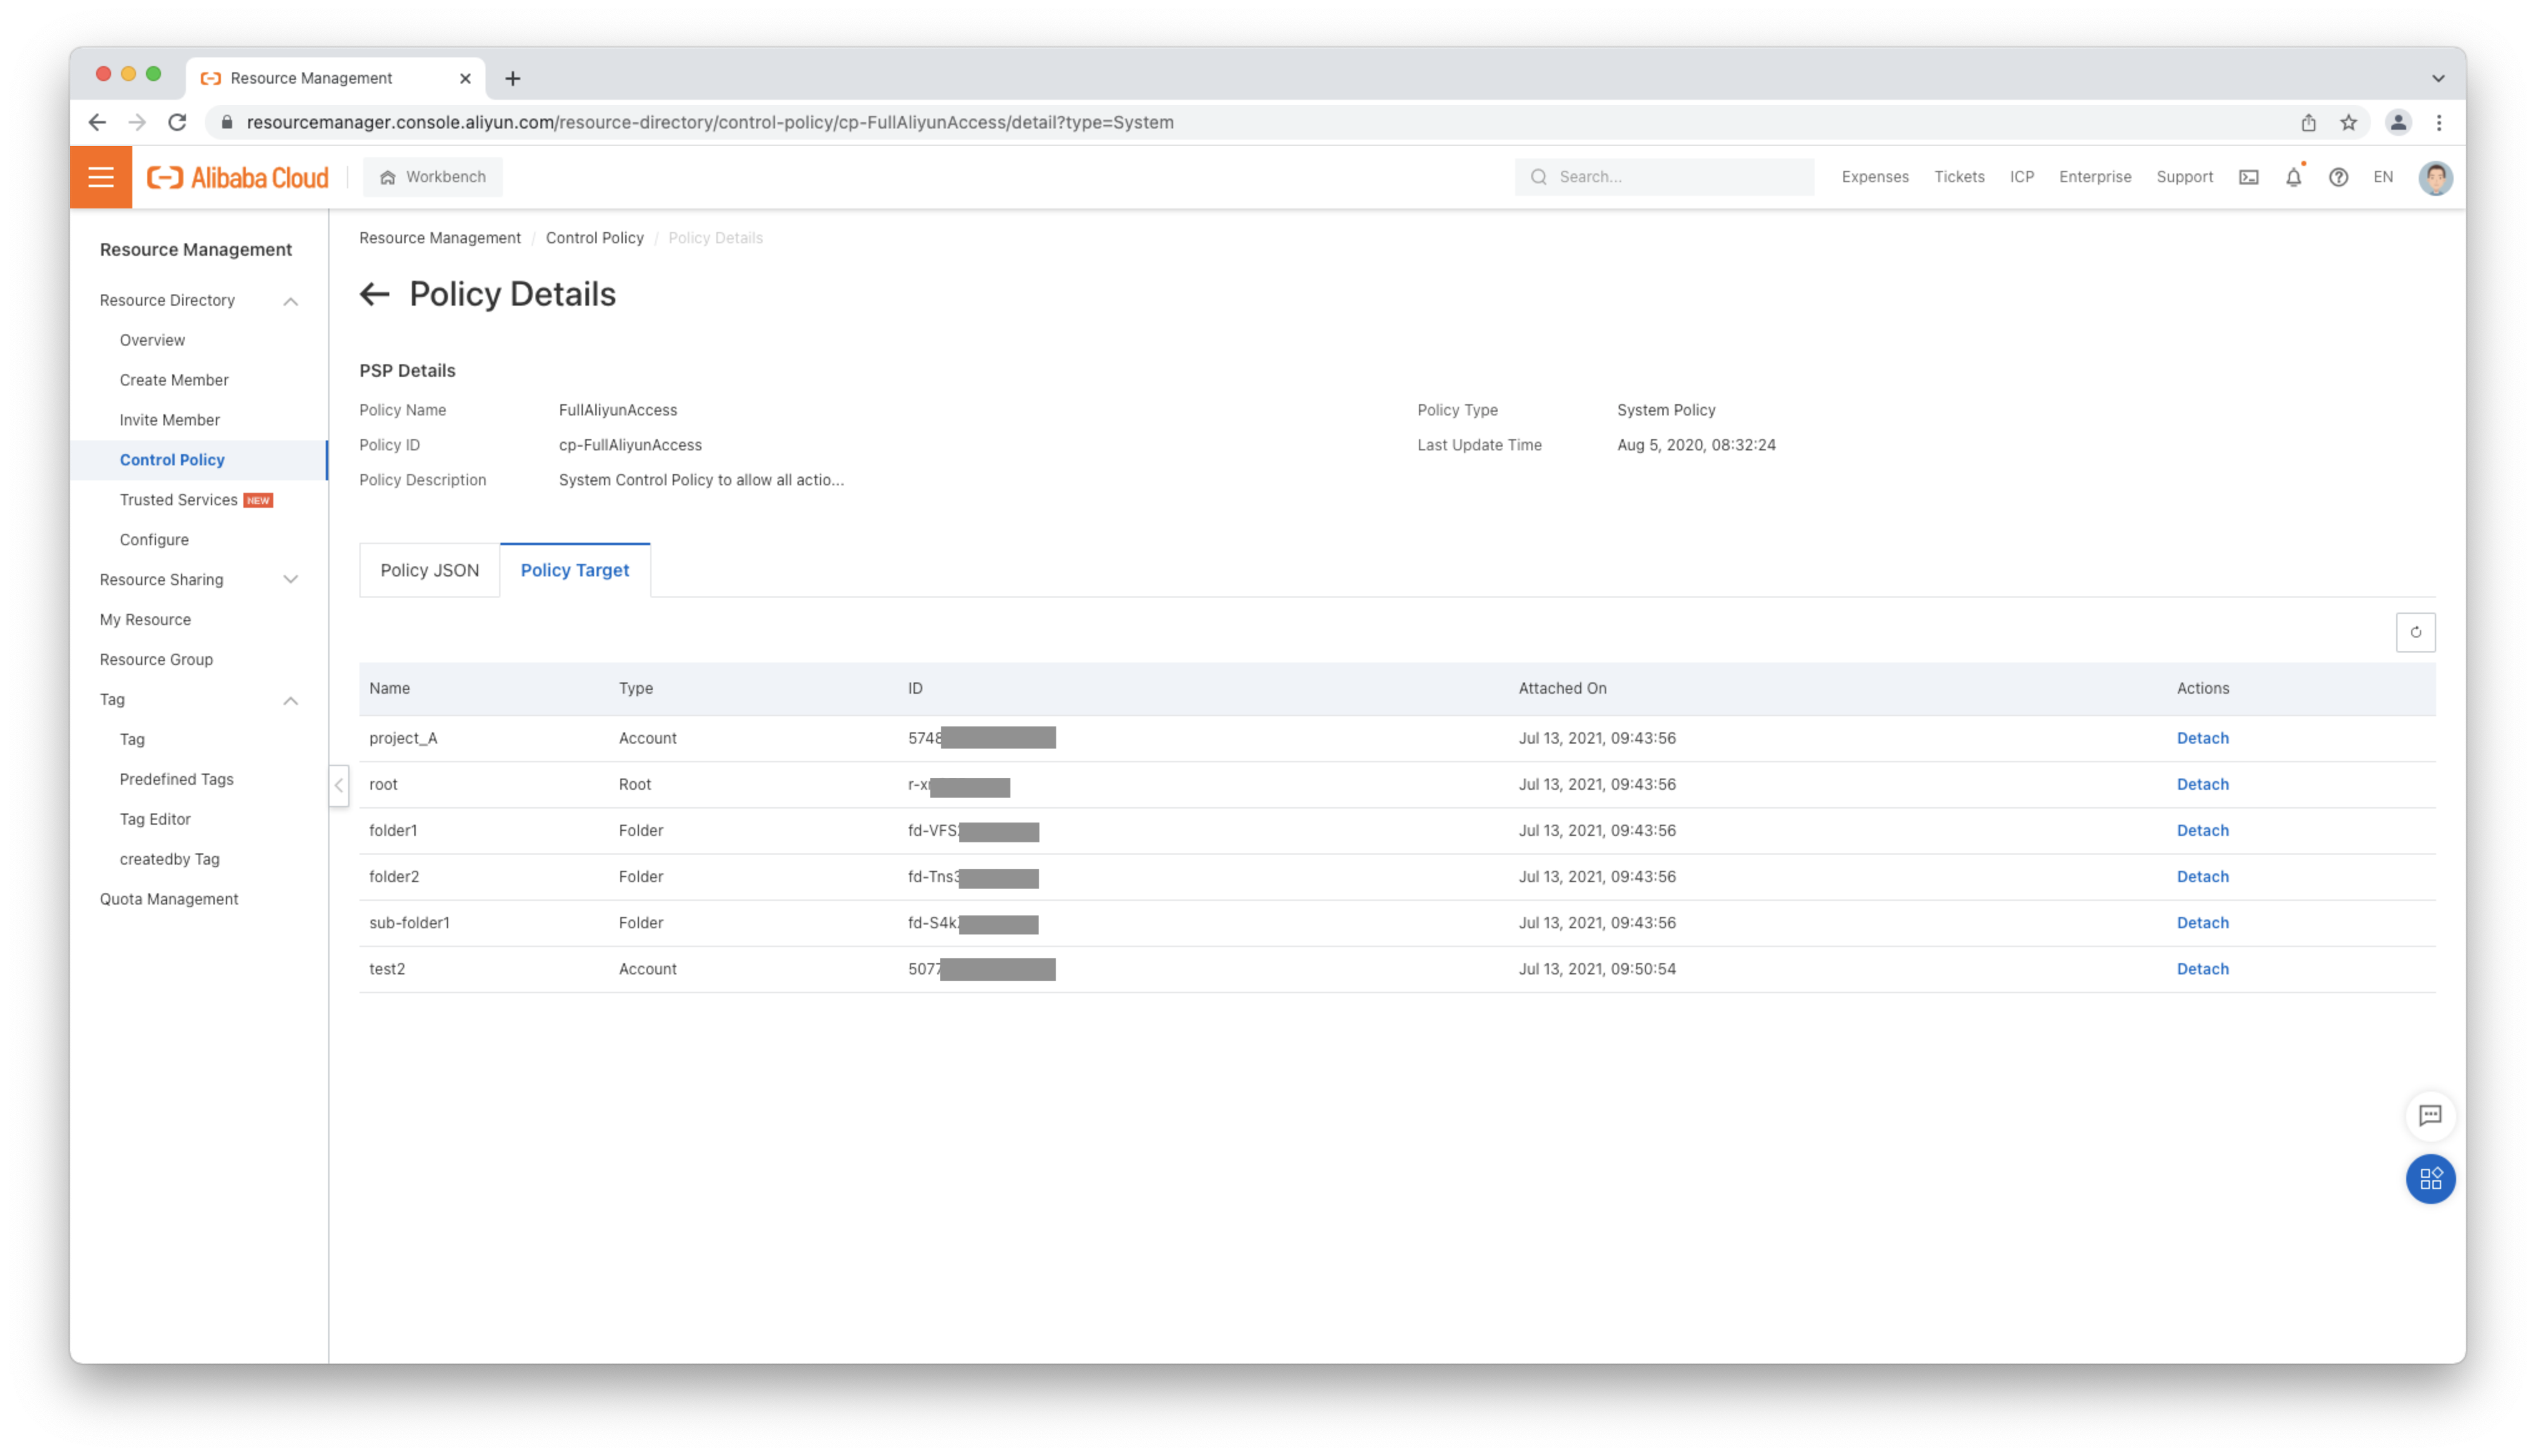 Resource Management
resourcemanager.console.aliyun.com/resource-directory/control-policy/cp-FullAliyunAccess/detail?type=System
Alibaba Cloud Workbench Search... Expenses Tickets ICP Enterprise Support EN
Resource Management
Resource Directory
Overview
Create Member
Invite Member
Control Policy
Trusted Services NEW
Configure
Resource Sharing
My Resource
Resource Group
Tag
Tag
Predefined Tags
Tag Editor
createdby Tag
Quota Management
Resource Management / Control Policy / Policy Details
Policy Details
PSP Details
Policy Name FullAliyunAccess Policy Type System Policy
Policy ID cp-FullAliyunAccess Last Update Time Aug 5, 2020, 08:32:24
Policy Description System Control Policy to allow all actio...
Policy JSON Policy Target
Name Type ID Attached On Actions
project_A Account 5748 Jul 13, 2021, 09:43:56 Detach
root Root r-x Jul 13, 2021, 09:43:56 Detach
folder1 Folder fd-VFS Jul 13, 2021, 09:43:56 Detach
folder2 Folder fd-Tns3 Jul 13, 2021, 09:43:56 Detach
sub-folder1 Folder fd-S4k Jul 13, 2021, 09:43:56 Detach
test2 Account 5077 Jul 13, 2021, 09:50:54 Detach